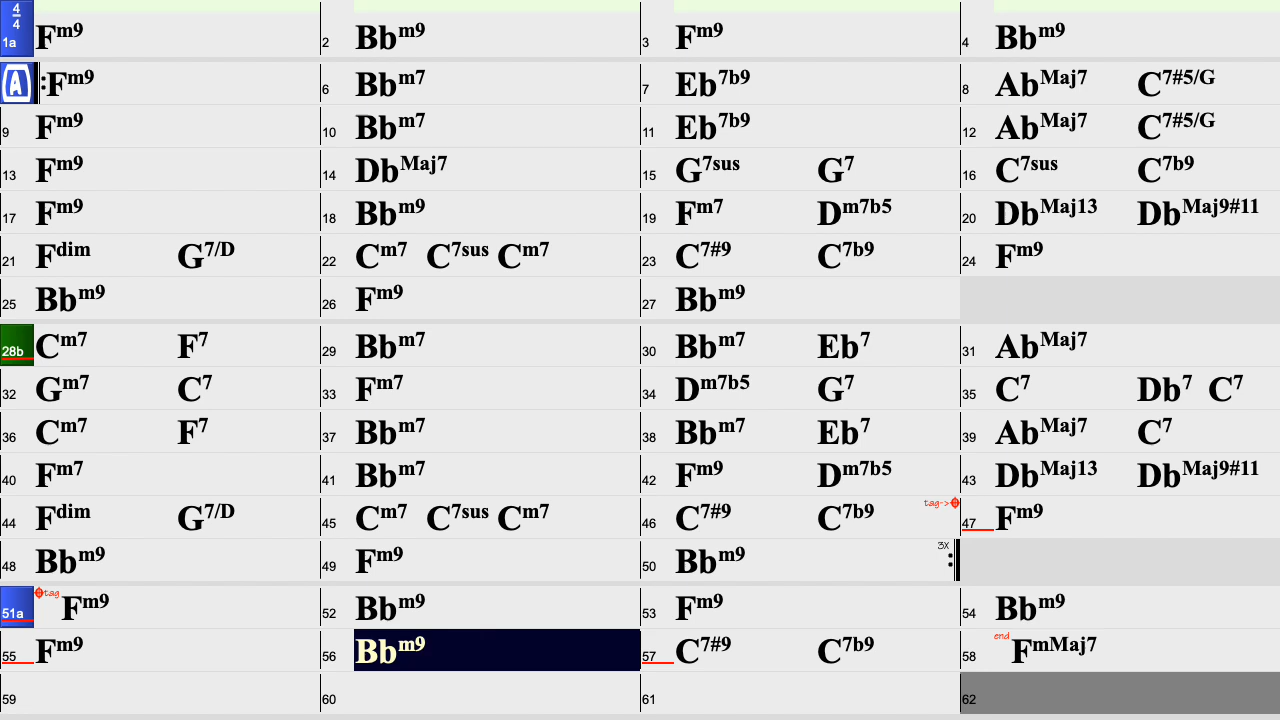 4/4 1a Fm9 2 Bbm9 3 Fm9 4 Bbm9
A :Fm9 6 Bbm7 7 Eb7b9 8 AbMaj7 C7#5/G
9 Fm9 10 Bbm7 11 Eb7b9 12 AbMaj7 C7#5/G
13 Fm9 14 DbMaj7 15 G7sus G7 16 C7sus C7b9
17 Fm9 18 Bbm9 19 Fm7 Dm7b5 20 DbMaj13 DbMaj9#11
21 Fdim G7/D 22 Cm7 C7sus Cm7 23 C7#9 C7b9 24 Fm9
25 Bbm9 26 Fm9 27 Bbm9
28b Cm7 F7 29 Bbm7 30 Bbm7 Eb7 31 AbMaj7
32 Gm7 C7 33 Fm7 34 Dm7b5 G7 35 C7 Db7 C7
36 Cm7 F7 37 Bbm7 38 Bbm7 Eb7 39 AbMaj7 C7
40 Fm7 41 Bbm7 42 Fm9 Dm7b5 43 DbMaj13 DbMaj9#11
44 Fdim G7/D 45 Cm7 C7sus Cm7 46 C7#9 C7b9 tag-> 47 Fm9
48 Bbm9 49 Fm9 50 Bbm9 3X :
51a tag Fm9 52 Bbm9 53 Fm9 54 Bbm9
55 Fm9 56 Bbm9 57 C7#9 C7b9 58 end FmMaj7
59 60 61 62